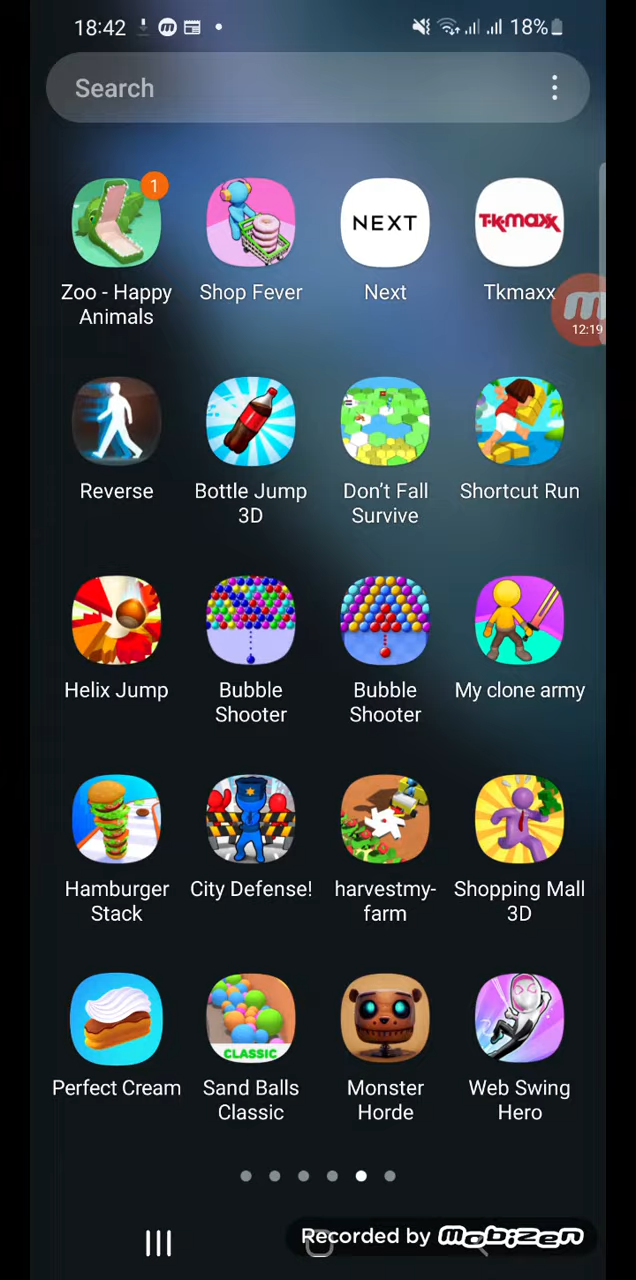 18:42
18%
Search
1
NEXT
T·K·maxx
Zoo - Happy
Animals
Shop Fever
Next
Tkmaxx
12:19
Reverse
Bottle Jump
3D
Don’t Fall
Survive
Shortcut Run
Helix Jump
Bubble
Shooter
Bubble
Shooter
My clone army
Hamburger
Stack
City Defense!
harvestmy-
farm
Shopping Mall
3D
CLASSIC
Perfect Cream
Sand Balls
Classic
Monster
Horde
Web Swing
Hero
Recorded by Mobizen